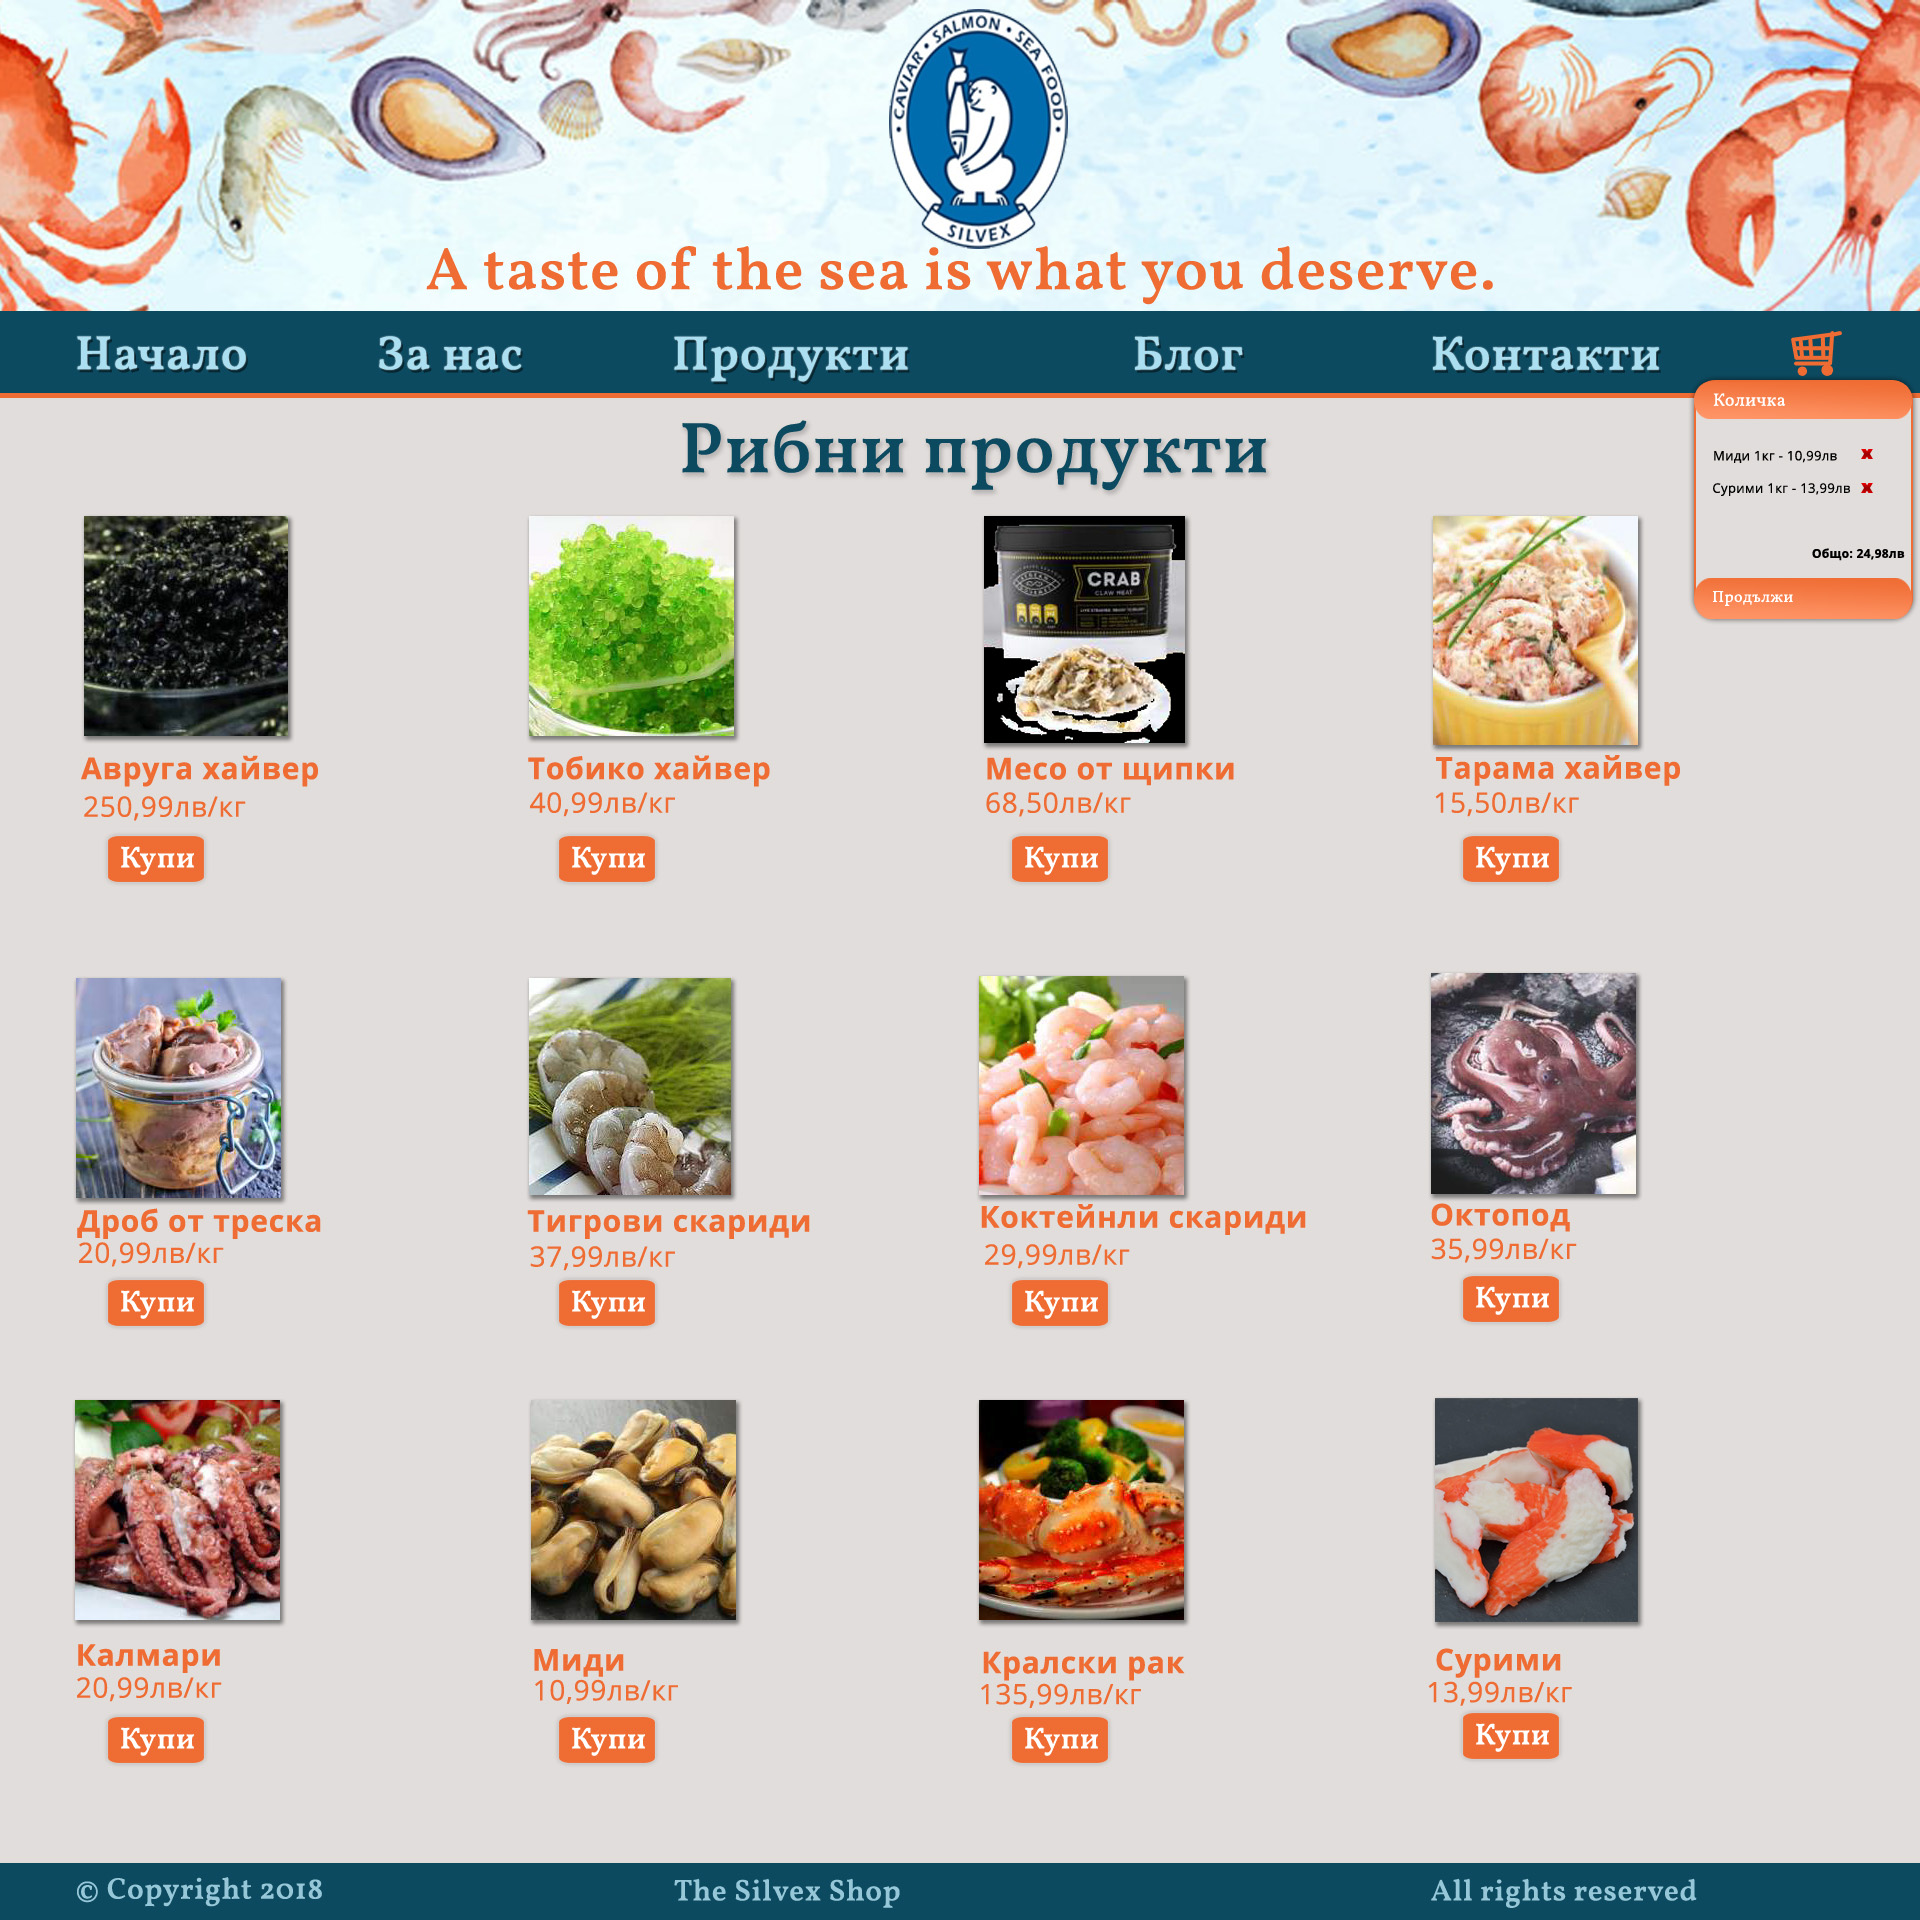 CAVIAR • SALMON • SEA FOOD
SILVEX
A taste of the sea is what you deserve.
Начало За нас Продукти Блог Контакти
Количка
Миди 1кг - 10,99лв x
Сурими 1кг - 13,99лв x
Общо: 24,98лв
Продължи
Рибни продукти
CRAB
CLAW MEAT
Авруга хайвер Тобико хайвер Месо от щипки Тарама хайвер
250,99лв/кг 40,99лв/кг 68,50лв/кг 15,50лв/кг
Купи Купи Купи Купи
Дроб от треска Тигрови скариди Коктейнли скариди Октопод
20,99лв/кг 37,99лв/кг 29,99лв/кг 35,99лв/кг
Купи Купи Купи Купи
Калмари Миди Кралски рак Сурими
20,99лв/кг 10,99лв/кг 135,99лв/кг 13,99лв/кг
Купи Купи Купи Купи
© Copyright 2018 The Silvex Shop All rights reserved